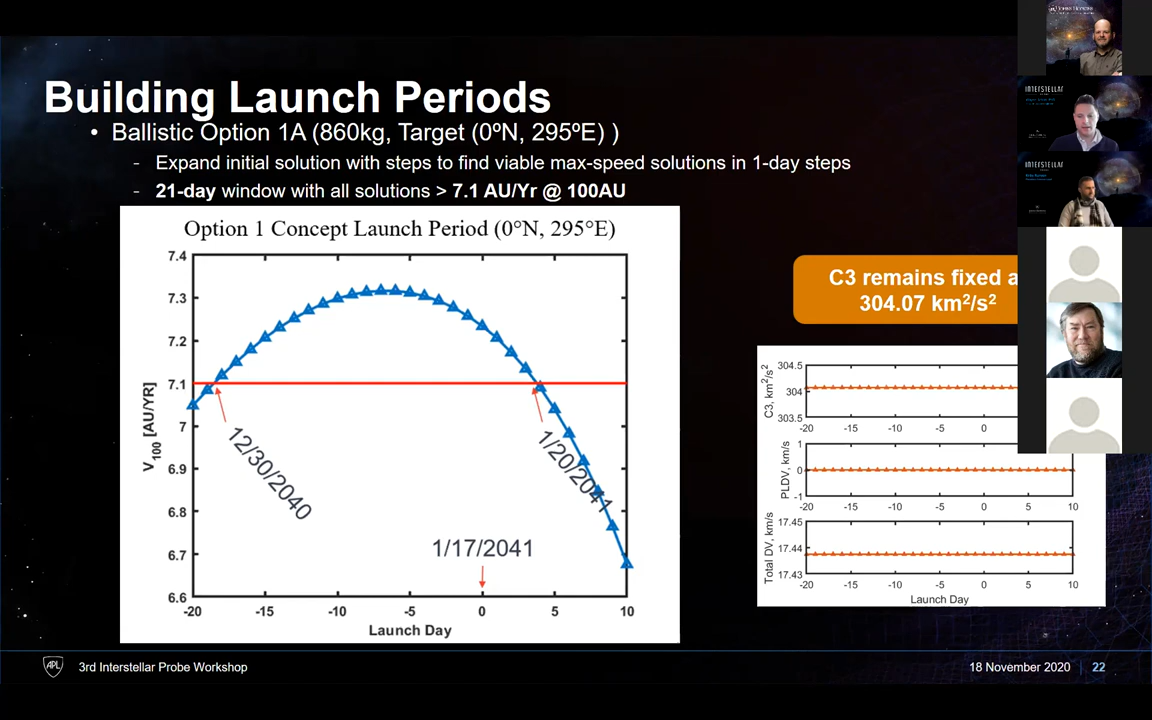 Building Launch Periods
• Ballistic Option 1A (860kg, Target (0ºN, 295ºE) )
- Expand initial solution with steps to find viable max-speed solutions in 1-day steps
- 21-day window with all solutions > 7.1 AU/Yr @ 100AU
Option 1 Concept Launch Period (0°N, 295°E)
7.4
7.3
7.2
7.1
7
6.9
6.8
6.7
6.6
V100 [AU/YR]
12/30/2040
1/20/2041
1/17/2041
-20 -15 -10 -5 0 5 10
Launch Day
C3 remains fixed a
304.07 km²/s²
C3, km²/s²
304.5
304
303.5
-20 -15 -10 -5 0
PLDV, km/s
1
0
-1
-20 -15 -10 -5 0 5 10
Total DV, km/s
17.45
17.44
17.43
-20 -15 -10 -5 0 5 10
Launch Day
INTERSTELLAR
INTERSTELLAR
APL
3rd Interstellar Probe Workshop
18 November 2020 | 22